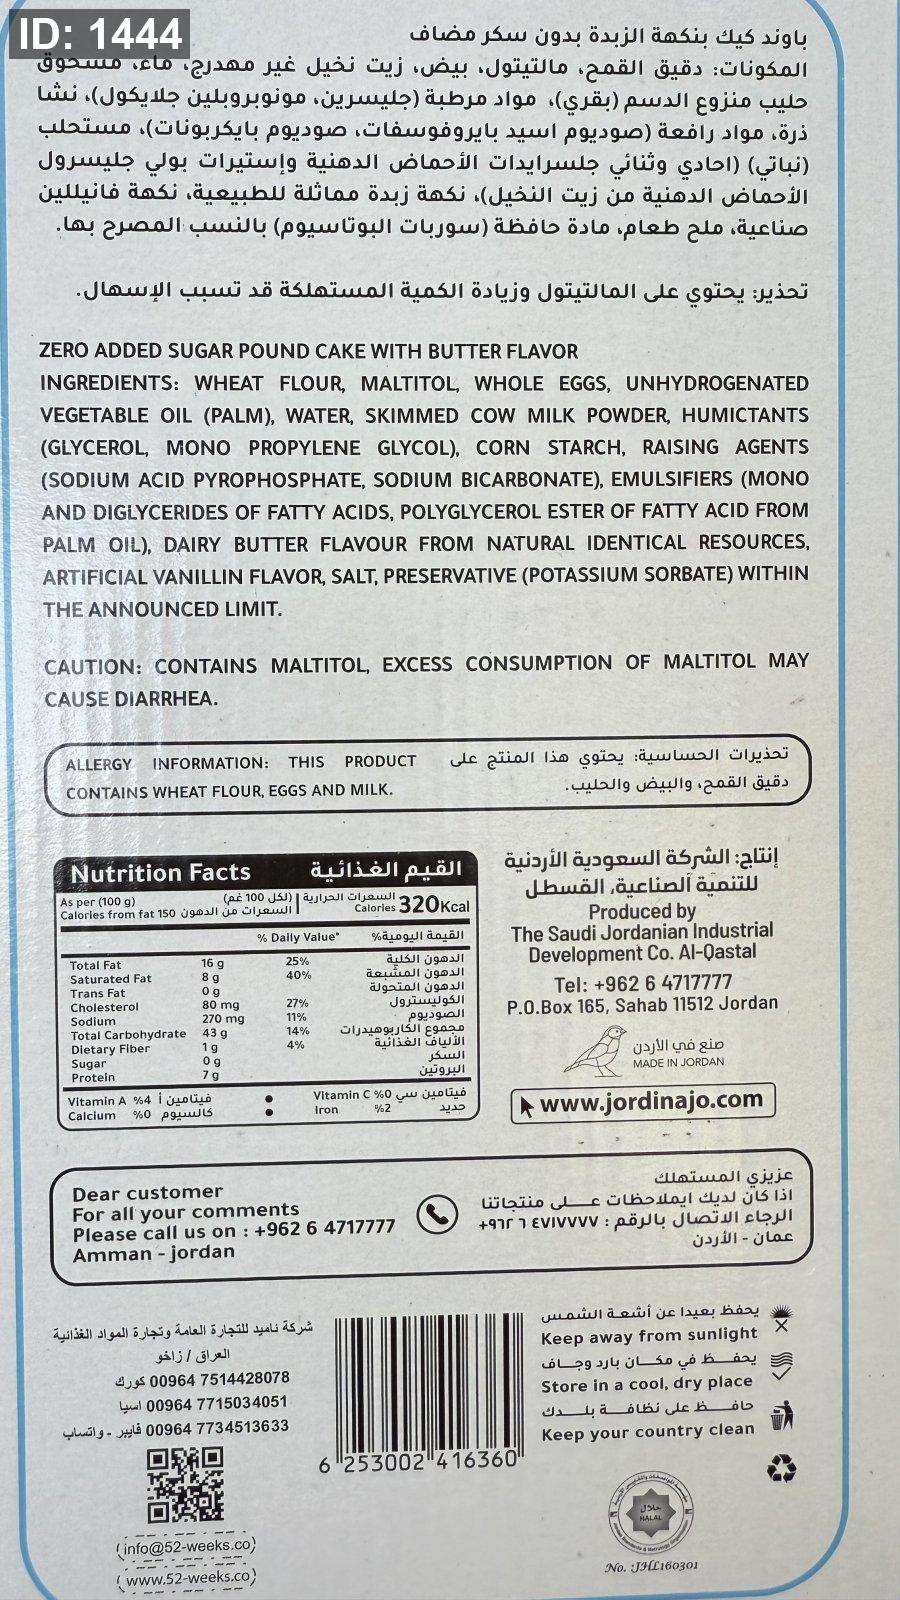 ID: 1444
باوند كيك بنكهة الزبدة بدون سكر مضاف
المكونات: دقيق القمح، مالتيتول، بيض، زيت نخيل غير مهدرج، ماء، مسحوق
حليب منزوع الدسم (بقري)، مواد مرطبة (جليسرين، مونوبروبلين جلايكول)، نشا
ذرة، مواد رافعة (صوديوم اسيد بايروفوسفات، صوديوم بايكربونات)، مستحلب
(نباتي) (احادي وثنائي جلسرايدات الأحماض الدهنية وإستيرات بولي جليسرول
الأحماض الدهنية من زيت النخيل)، نكهة زبدة مماثلة للطبيعية، نكهة فانيللين
صناعية، ملح طعام، مادة حافظة (سوربات البوتاسيوم) بالنسب المصرح بها.
تحذير: يحتوي على المالتيتول وزيادة الكمية المستهلكة قد تسبب الإسهال.
ZERO ADDED SUGAR POUND CAKE WITH BUTTER FLAVOR
INGREDIENTS: WHEAT FLOUR, MALTITOL, WHOLE EGGS, UNHYDROGENATED
VEGETABLE OIL (PALM), WATER, SKIMMED COW MILK POWDER, HUMICTANTS
(GLYCEROL, MONO PROPYLENE GLYCOL), CORN STARCH, RAISING AGENTS
(SODIUM ACID PYROPHOSPHATE, SODIUM BICARBONATE), EMULSIFIERS (MONO
AND DIGLYCERIDES OF FATTY ACIDS, POLYGLYCEROL ESTER OF FATTY ACID FROM
PALM OIL), DAIRY BUTTER FLAVOUR FROM NATURAL IDENTICAL RESOURCES,
ARTIFICIAL VANILLIN FLAVOR, SALT, PRESERVATIVE (POTASSIUM SORBATE) WITHIN
THE ANNOUNCED LIMIT.
CAUTION: CONTAINS MALTITOL, EXCESS CONSUMPTION OF MALTITOL MAY
CAUSE DIARRHEA.
ALLERGY INFORMATION: THIS PRODUCT
CONTAINS WHEAT FLOUR, EGGS AND MILK.
تحذيرات الحساسية: يحتوي هذا المنتج على
دقيق القمح، والبيض والحليب.
Nutrition Facts القيم الغذائية
As per (100 g) (لكل 100 غم) السعرات الحرارية
Calories from fat 150 السعرات من الدهون Calories 320Kcal
% Daily Value* القيمة اليومية%
Total Fat 16 g 25% الدهون الكلية
Saturated Fat 8 g 40% الدهون المشبعة
Trans Fat 0 g الدهون المتحولة
Cholesterol 80 mg 27% الكوليسترول
Sodium 270 mg 11% الصوديوم
Total Carbohydrate 43 g 14% مجموع الكاربوهيدرات
Dietary Fiber 1 g 4% الألياف الغذائية
Sugar 0 g السكر
Protein 7 g البروتين
Vitamin A %4 فيتامين أ • Vitamin C %0 فيتامين سي
Calcium %0 كالسيوم • Iron %2 حديد
إنتاج: الشركة السعودية الأردنية
للتنمية الصناعية، القسطل
Produced by
The Saudi Jordanian Industrial
Development Co. Al-Qastal
Tel: +962 6 4717777
P.O.Box 165, Sahab 11512 Jordan
صنع في الأردن
MADE IN JORDAN
www.jordinajo.com
Dear customer
For all your comments
Please call us on : +962 6 4717777
Amman - jordan
عزيزي المستهلك
اذا كان لديك ايملاحظات عـــلى منتجاتنا
الرجاء الاتصال بالرقم : ٤٧١٧٧٧٧ ٦ ٩٦٢+
عمان - الأردن
شركة ناميد للتجارة العامة وتجارة المواد الغذائية
العراق / زاخو
00964 7514428078 كورك
00964 7715034051 اسيا
00964 7734513633 فايبر - واتساب
info@52-weeks.co
www.52-weeks.co
6 253002 416360
يحفظ بعيدا عن أشعة الشمس
Keep away from sunlight
يحفــظ في مكــان بارد وجــاف
Store in a cool, dry place
حافــــظ على نظافــة بلـــدك
Keep your country clean
حلال
HALAL
No. :JHL160301